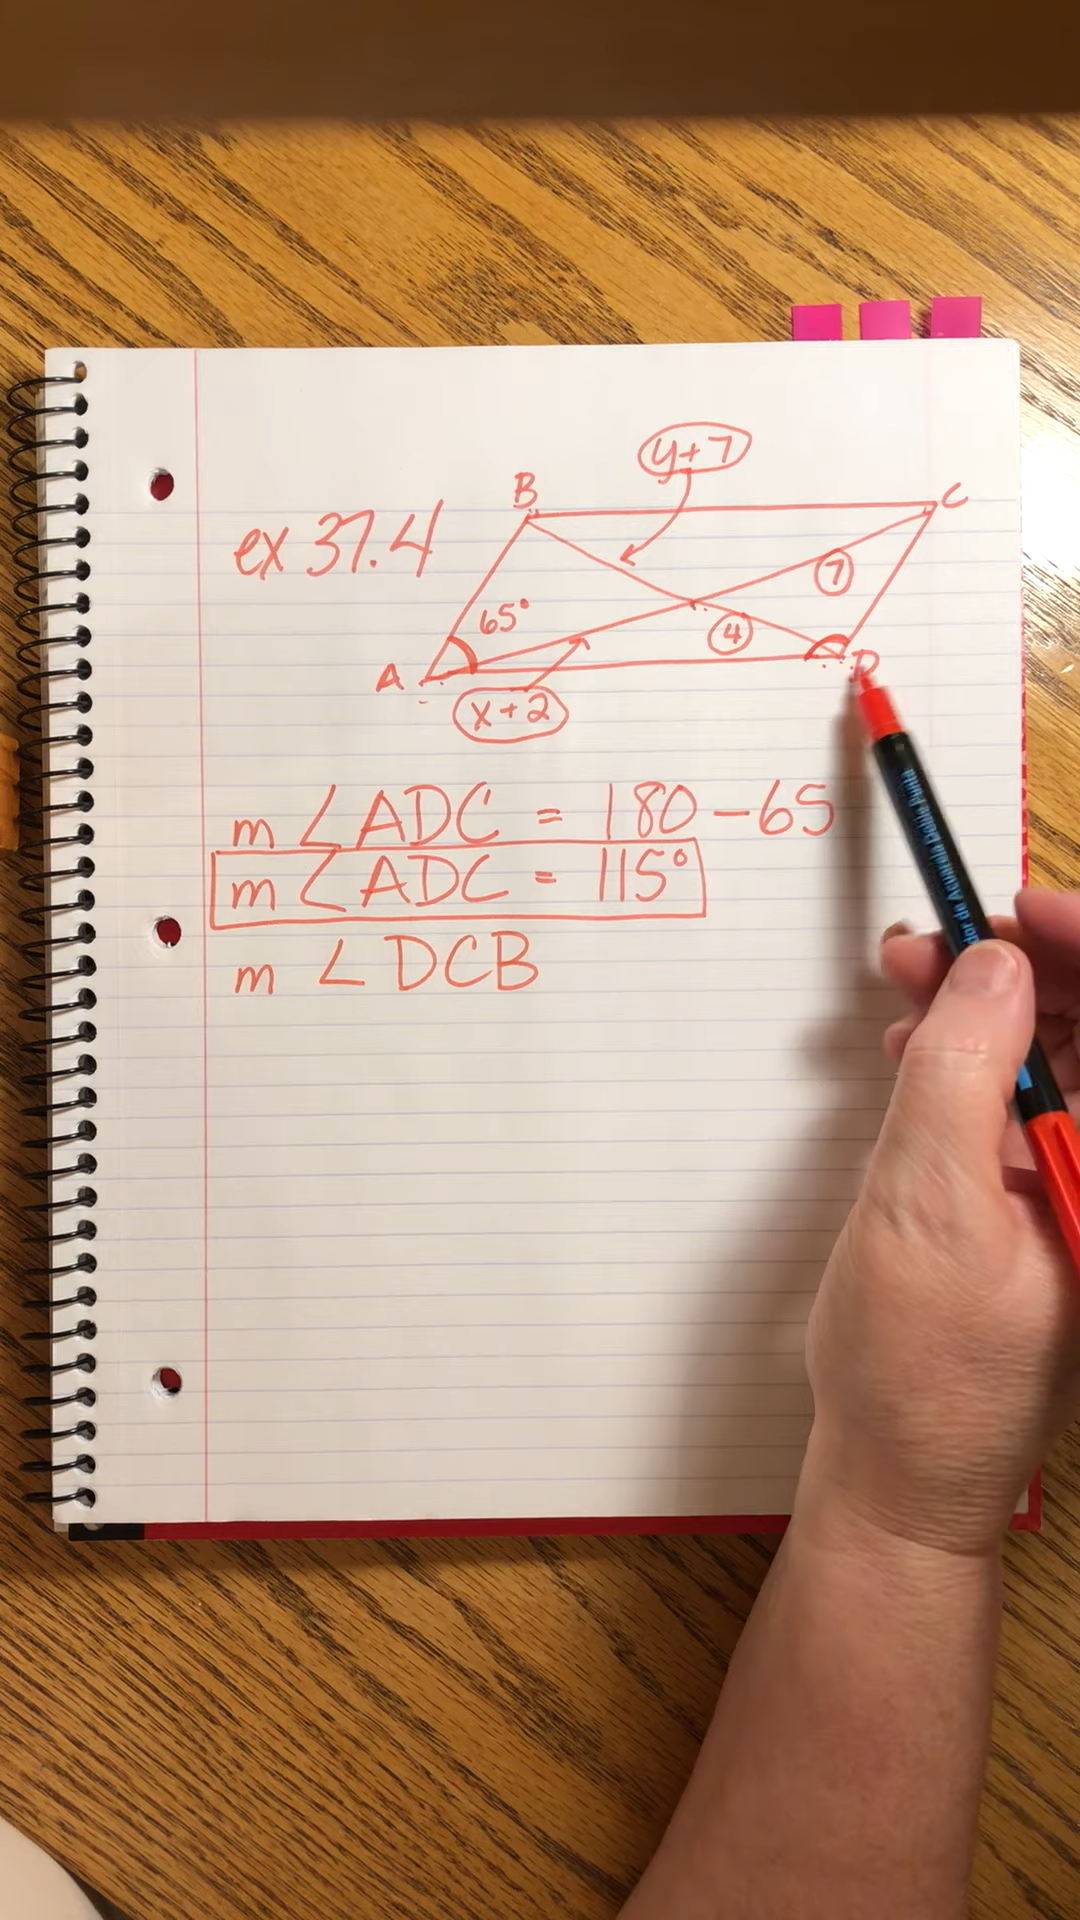 y+7
B
C
ex 37.4
7
65°
4
A
D
x+2
m ∠ADC = 180-65
m ∠ADC = 115°
m ∠DCB